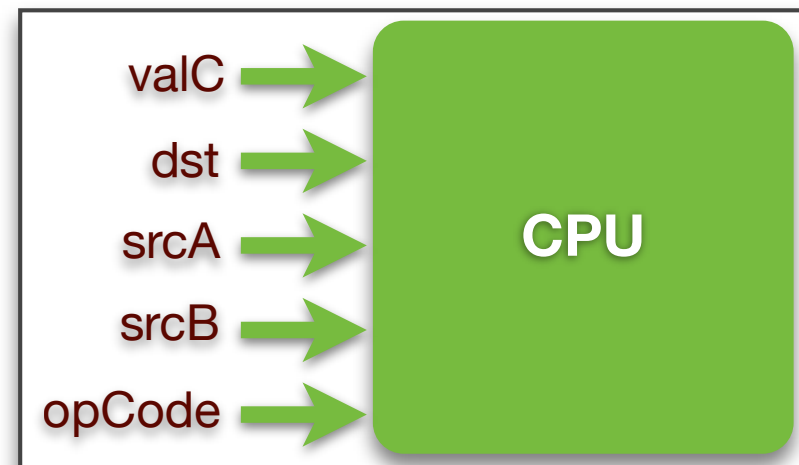 valC
dst
srcA
CPU
srcB
opCode